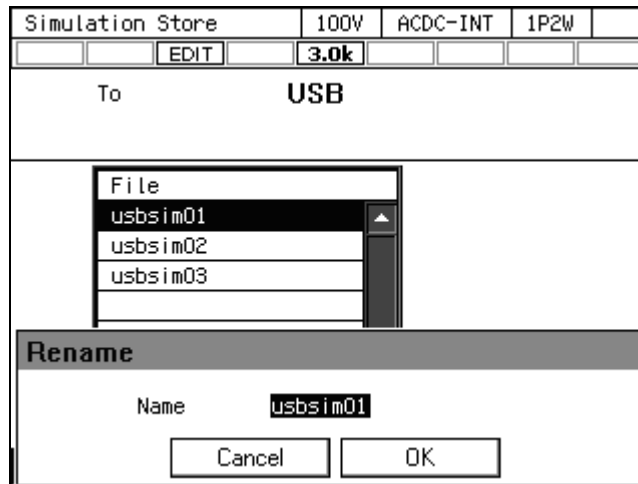 Simulation Store 100V ACDC-INT 1P2W
EDIT 3.0k
To USB
File
usbsim01
usbsim02
usbsim03
Rename
Name usbsim01
Cancel OK